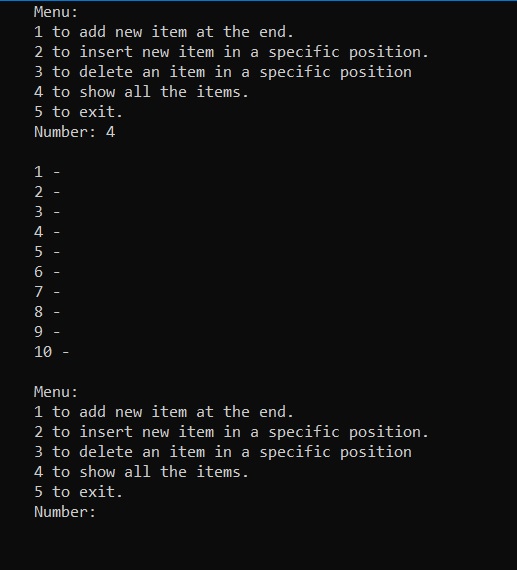 Menu:
1 to add new item at the end.
2 to insert new item in a specific position.
3 to delete an item in a specific position
4 to show all the items.
5 to exit.
Number: 4
1 -
2 -
3 -
4 -
5 -
6 -
7 -
8 -
9 -
10 -
Menu:
1 to add new item at the end.
2 to insert new item in a specific position.
3 to delete an item in a specific position
4 to show all the items.
5 to exit.
Number: